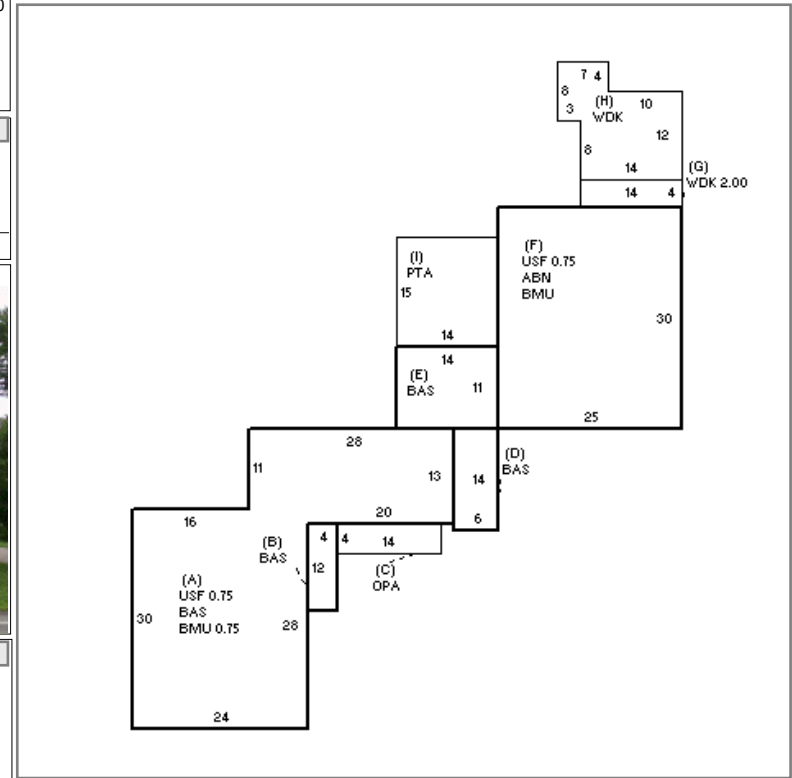 7 4
8
(H)
10
3
WDK
12
8
14
(G)
WDK 2.00
14 4
(F)
USF 0.75
ABN
BMU
(I)
PTA
15
30
14
14
(E)
BAS
11
25
28
(D)
BAS
11
13
14
20
6
16
(B)
BAS
4 4
14
12
(C)
OPA
(A)
USF 0.75
BAS
BMU 0.75
30
28
24